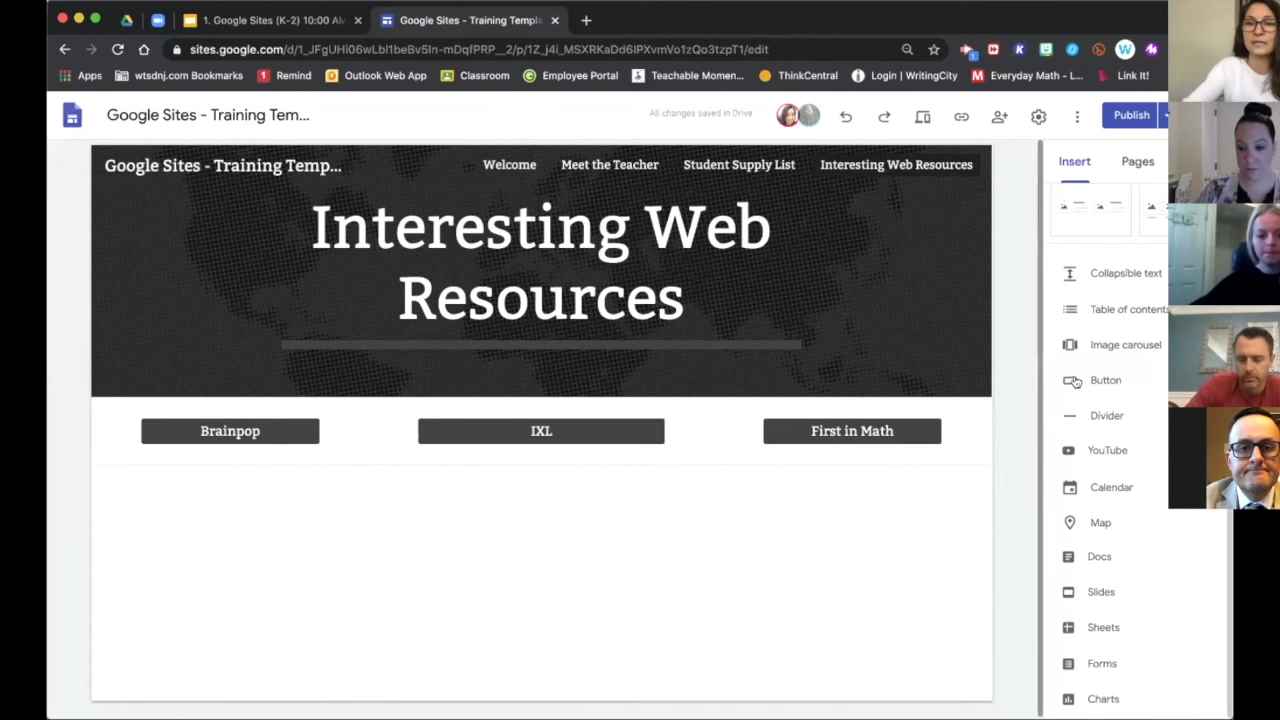 1. Google Sites (K-2) 10:00 Al
Google Sites - Training Templa
sites.google.com/d/1_JFgUHi06wLbl1beBv5In-mDqfPRP__2/p/1Z_j4i_MSXRKaDd6IPXvmVo1zQo3tzpT1/edit
Apps
wtsdnj.com Bookmarks
Remind
Outlook Web App
Classroom
Employee Portal
Teachable Momen...
ThinkCentral
Login | WritingCity
Everyday Math - L...
Link It!
Google Sites - Training Tem...
All changes saved in Drive
Publish
Insert
Pages
Google Sites - Training Temp...
Welcome
Meet the Teacher
Student Supply List
Interesting Web Resources
Interesting Web
Resources
Brainpop
IXL
First in Math
Collapsible text
Table of contents
Image carousel
Button
Divider
YouTube
Calendar
Map
Docs
Slides
Sheets
Forms
Charts